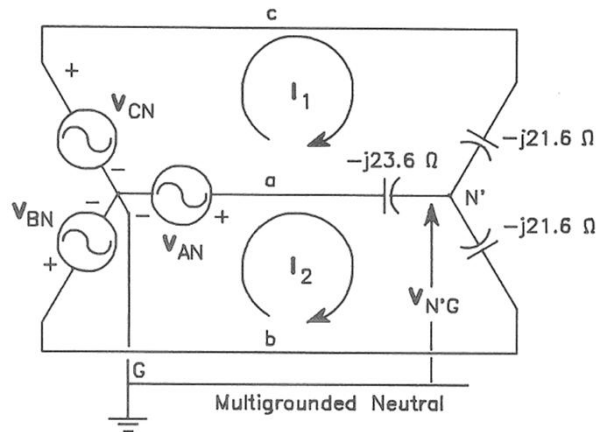 c
+
V_CN
I_1
−
-j21.6 Ω
-j23.6 Ω
a
N'
−
−
+
V_BN
V_AN
+
-j21.6 Ω
I_2
V_N'G
b
G
Multigrounded Neutral